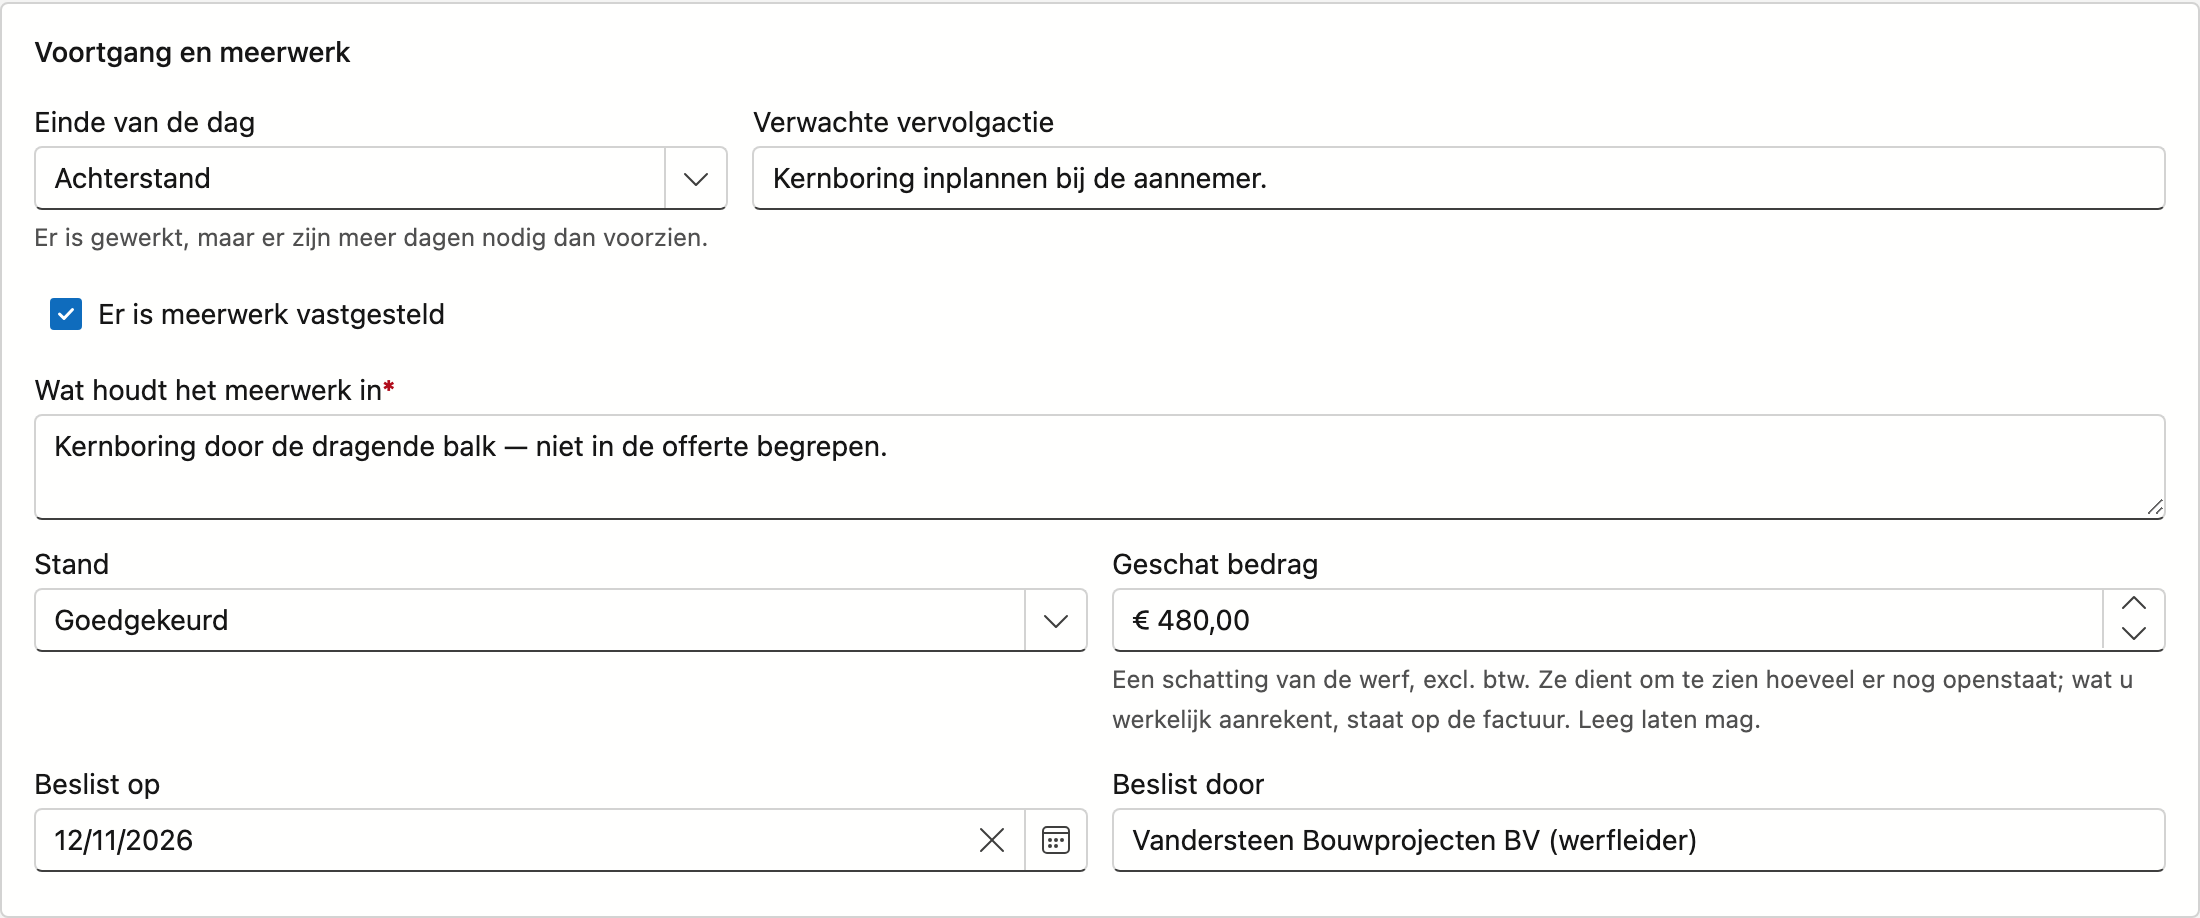 Voortgang en meerwerk
Einde van de dag
Verwachte vervolgactie
Achterstand
Kernboring inplannen bij de aannemer.
Er is gewerkt, maar er zijn meer dagen nodig dan voorzien.
Er is meerwerk vastgesteld
Wat houdt het meerwerk in*
Kernboring door de dragende balk — niet in de offerte begrepen.
Stand
Geschat bedrag
Goedgekeurd
€ 480,00
Een schatting van de werf, excl. btw. Ze dient om te zien hoeveel er nog openstaat; wat u
werkelijk aanrekent, staat op de factuur. Leeg laten mag.
Beslist op
Beslist door
12/11/2026
Vandersteen Bouwprojecten BV (werfleider)